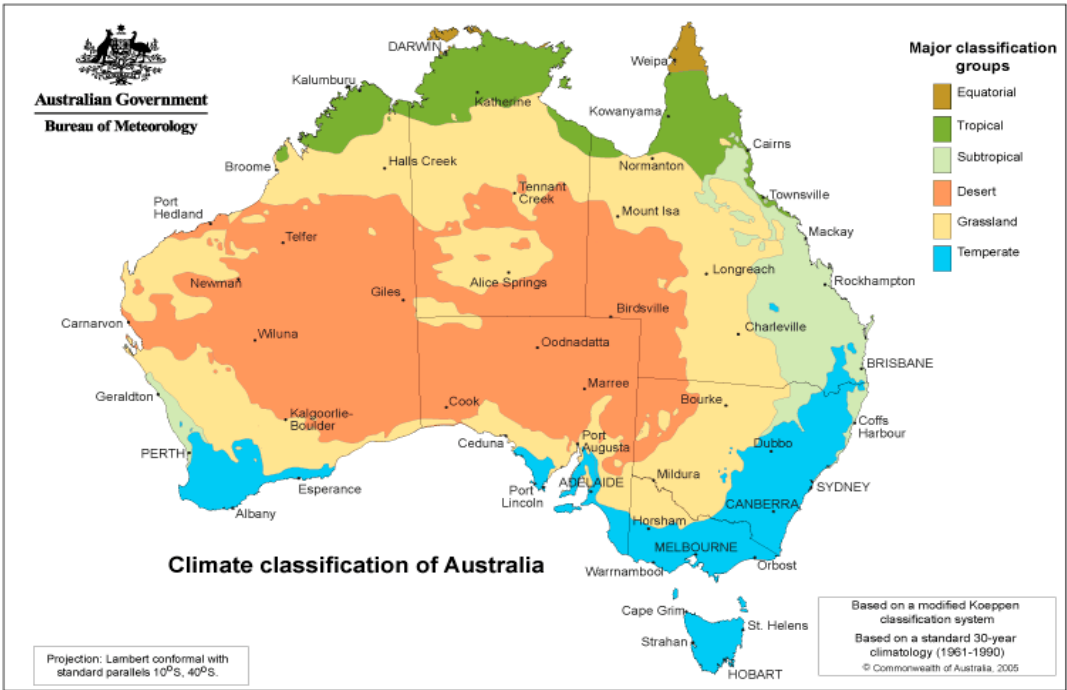 Australian Government
Bureau of Meteorology
DARWIN
Weipa
Kalumburu
Katherine
Kowanyama
Cairns
Broome
Halls Creek
Normanton
Tennant
Creek
Townsville
Port
Hedland
Mount Isa
Mackay
Telfer
Newman
Alice Springs
Longreach
Rockhampton
Giles
Birdsville
Carnarvon
Wiluna
Oodnadatta
Charleville
BRISBANE
Geraldton
Marree
Cook
Bourke
Kalgoorlie-
Boulder
Coffs
Harbour
Ceduna
Port
Augusta
Dubbo
PERTH
Mildura
Esperance
Port
Lincoln
ADELAIDE
SYDNEY
CANBERRA
Albany
Horsham
MELBOURNE
Warrnambool
Orbost
Cape Grim
St. Helens
Strahan
HOBART
Major classification
groups
Equatorial
Tropical
Subtropical
Desert
Grassland
Temperate
Climate classification of Australia
Projection: Lambert conformal with
standard parallels 10°S, 40°S.
Based on a modified Koeppen
classification system
Based on a standard 30-year
climatology (1961-1990)
© Commonwealth of Australia, 2005